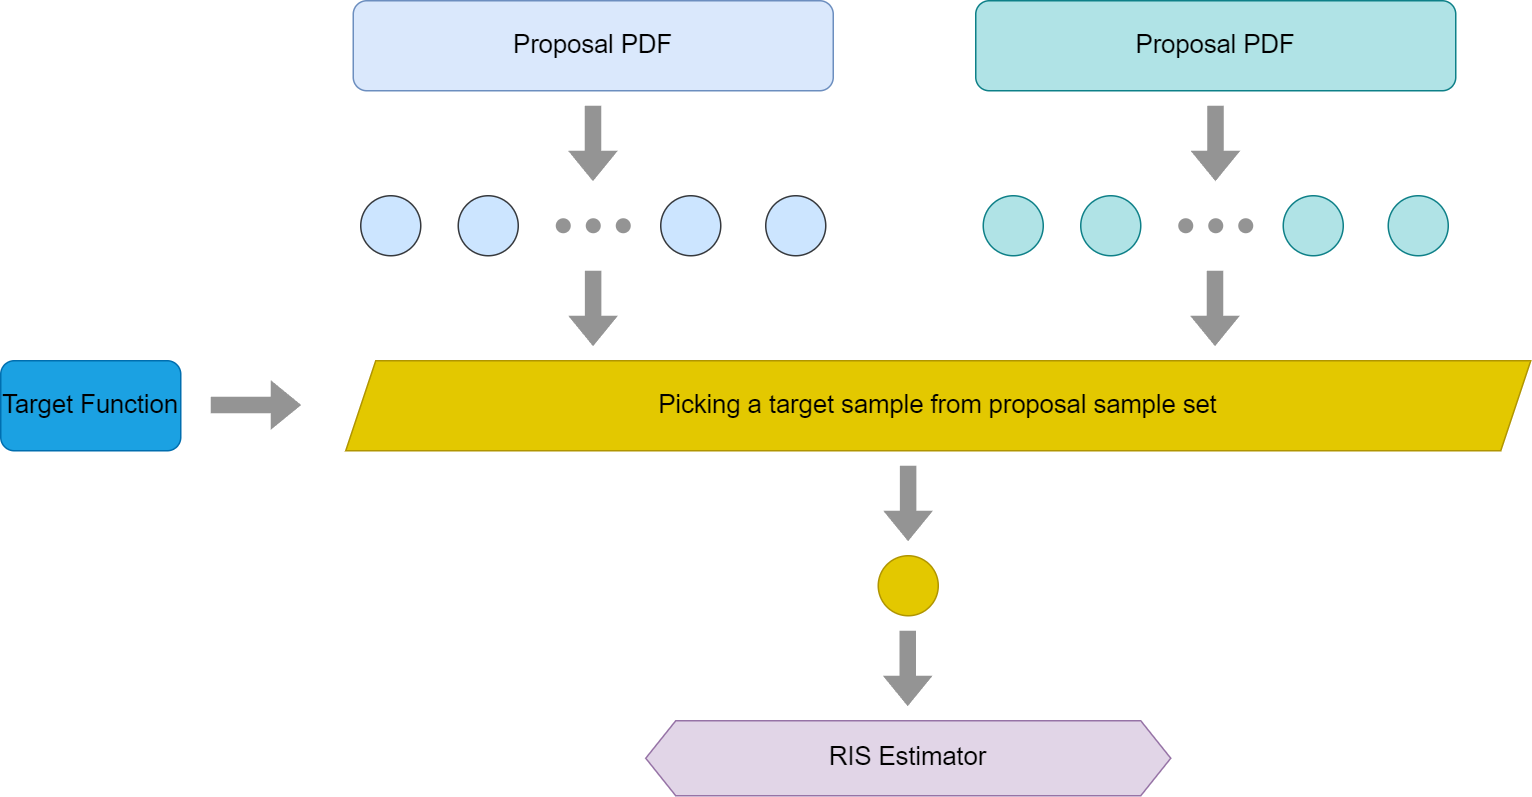 Proposal PDF
Proposal PDF
Target Function
Picking a target sample from proposal sample set
RIS Estimator